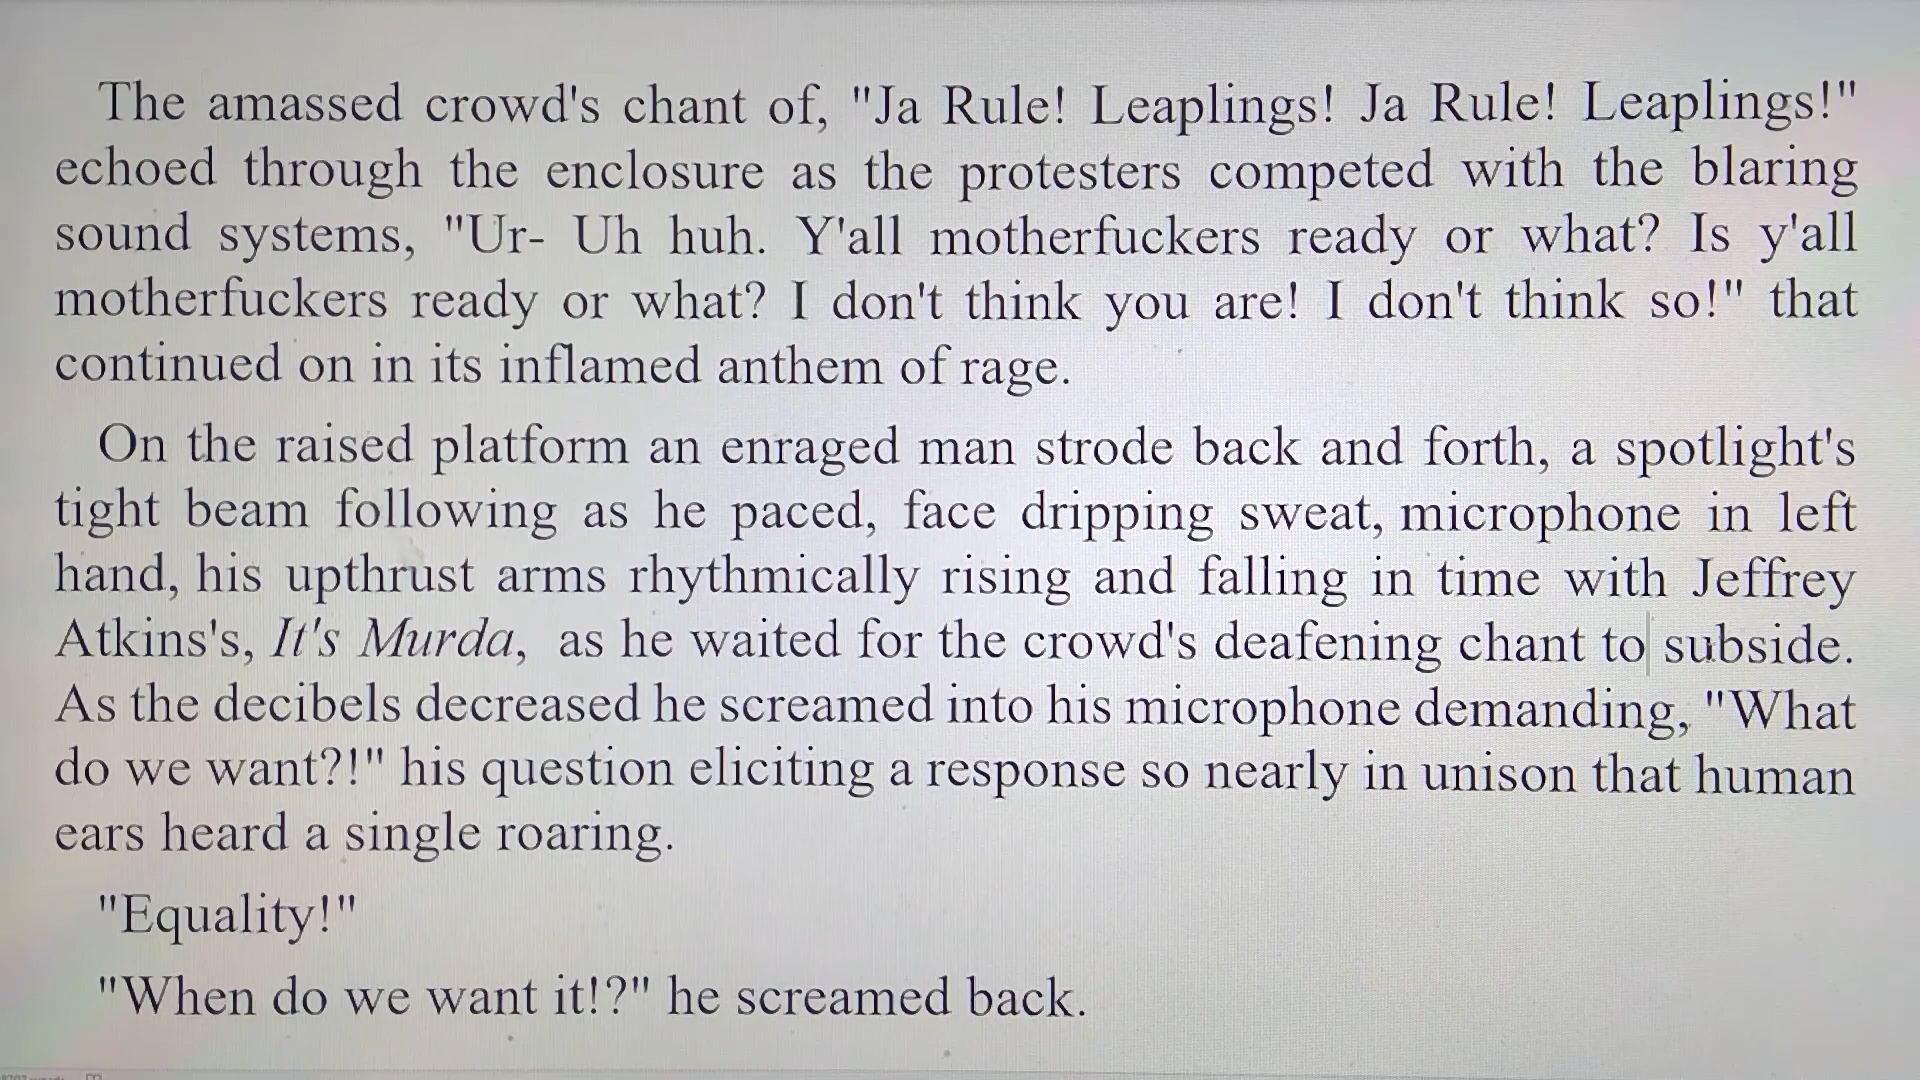 The amassed crowd's chant of, "Ja Rule! Leaplings! Ja Rule! Leaplings!"
echoed through the enclosure as the protesters competed with the blaring
sound systems, "Ur- Uh huh. Y'all motherfuckers ready or what? Is y'all
motherfuckers ready or what? I don't think you are! I don't think so!" that
continued on in its inflamed anthem of rage.
On the raised platform an enraged man strode back and forth, a spotlight's
tight beam following as he paced, face dripping sweat, microphone in left
hand, his upthrust arms rhythmically rising and falling in time with Jeffrey
Atkins's, It's Murda, as he waited for the crowd's deafening chant to subside.
As the decibels decreased he screamed into his microphone demanding, "What
do we want?!" his question eliciting a response so nearly in unison that human
ears heard a single roaring.
"Equality!"
"When do we want it!?" he screamed back.